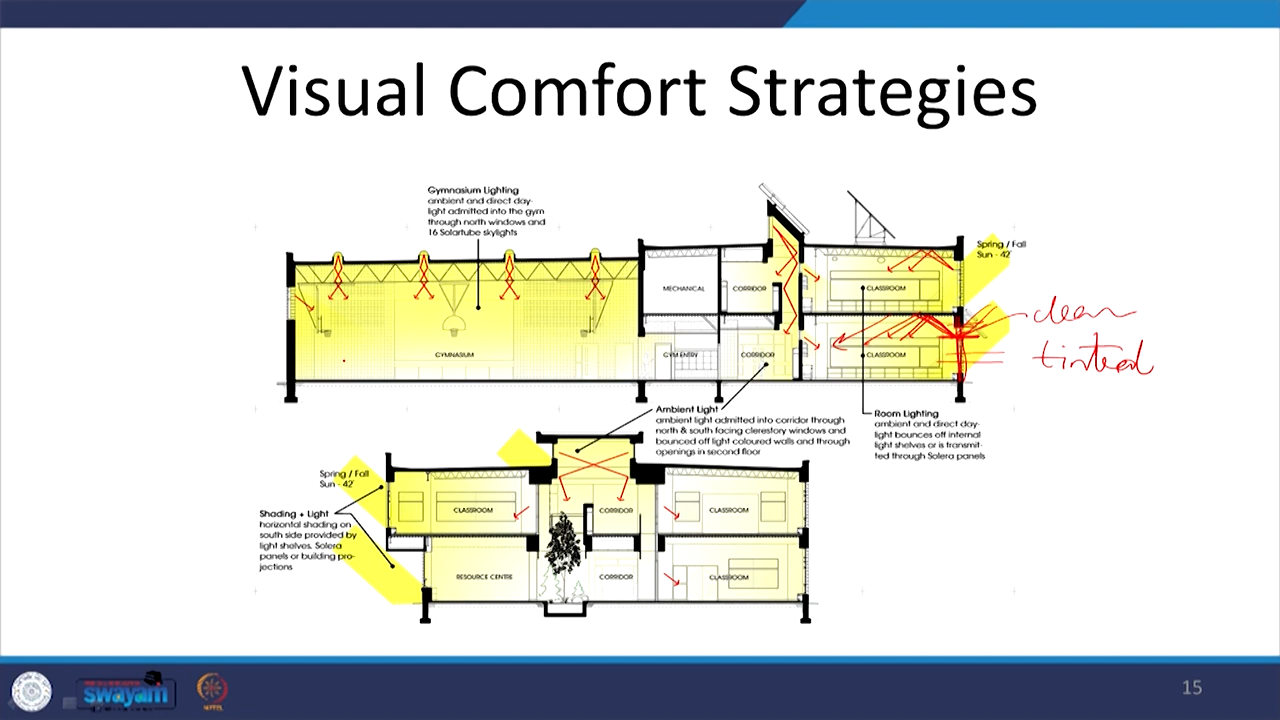 Visual Comfort Strategies
Gymnasium Lighting
ambient and direct day-
light admitted into the gym
through north windows and
16 Solartube skylights
Spring / Fall
Sun - 42°
MECHANICAL
CORRIDOR
CLASSROOM
clear
tinted
GYMNASIUM
GYM ENTRY
CORRIDOR
CLASSROOM
Ambient Light
ambient light admitted into corridor through
north & south facing clerestory windows and
bounced off light coloured walls and through
openings in second floor
Room Lighting
ambient and direct day-
light bounces off internal
light shelves or is transmit-
ted through Solera panels
Spring / Fall
Sun - 42°
Shading + Light
horizontal shading on
south side provided by
light shelves, Solera
panels or building pro-
jections
CLASSROOM
CORRIDOR
CLASSROOM
RESOURCE CENTRE
CORRIDOR
CLASSROOM
swayam
15